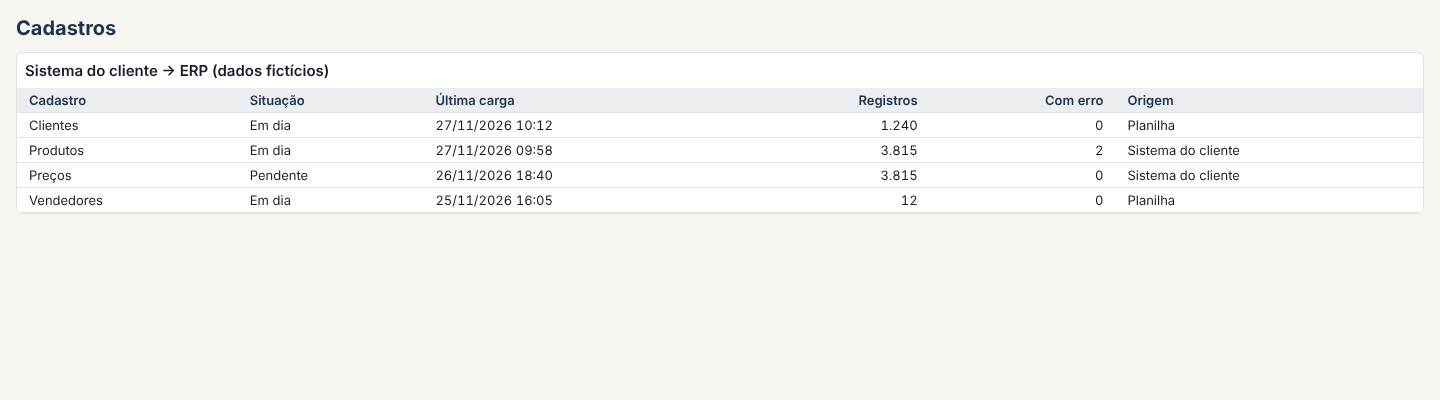 Cadastros
Sistema do cliente → ERP (dados fictícios)
Cadastro Situação Última carga Registros Com erro Origem
Clientes Em dia 27/11/2026 10:12 1.240 0 Planilha
Produtos Em dia 27/11/2026 09:58 3.815 2 Sistema do cliente
Preços Pendente 26/11/2026 18:40 3.815 0 Sistema do cliente
Vendedores Em dia 25/11/2026 16:05 12 0 Planilha